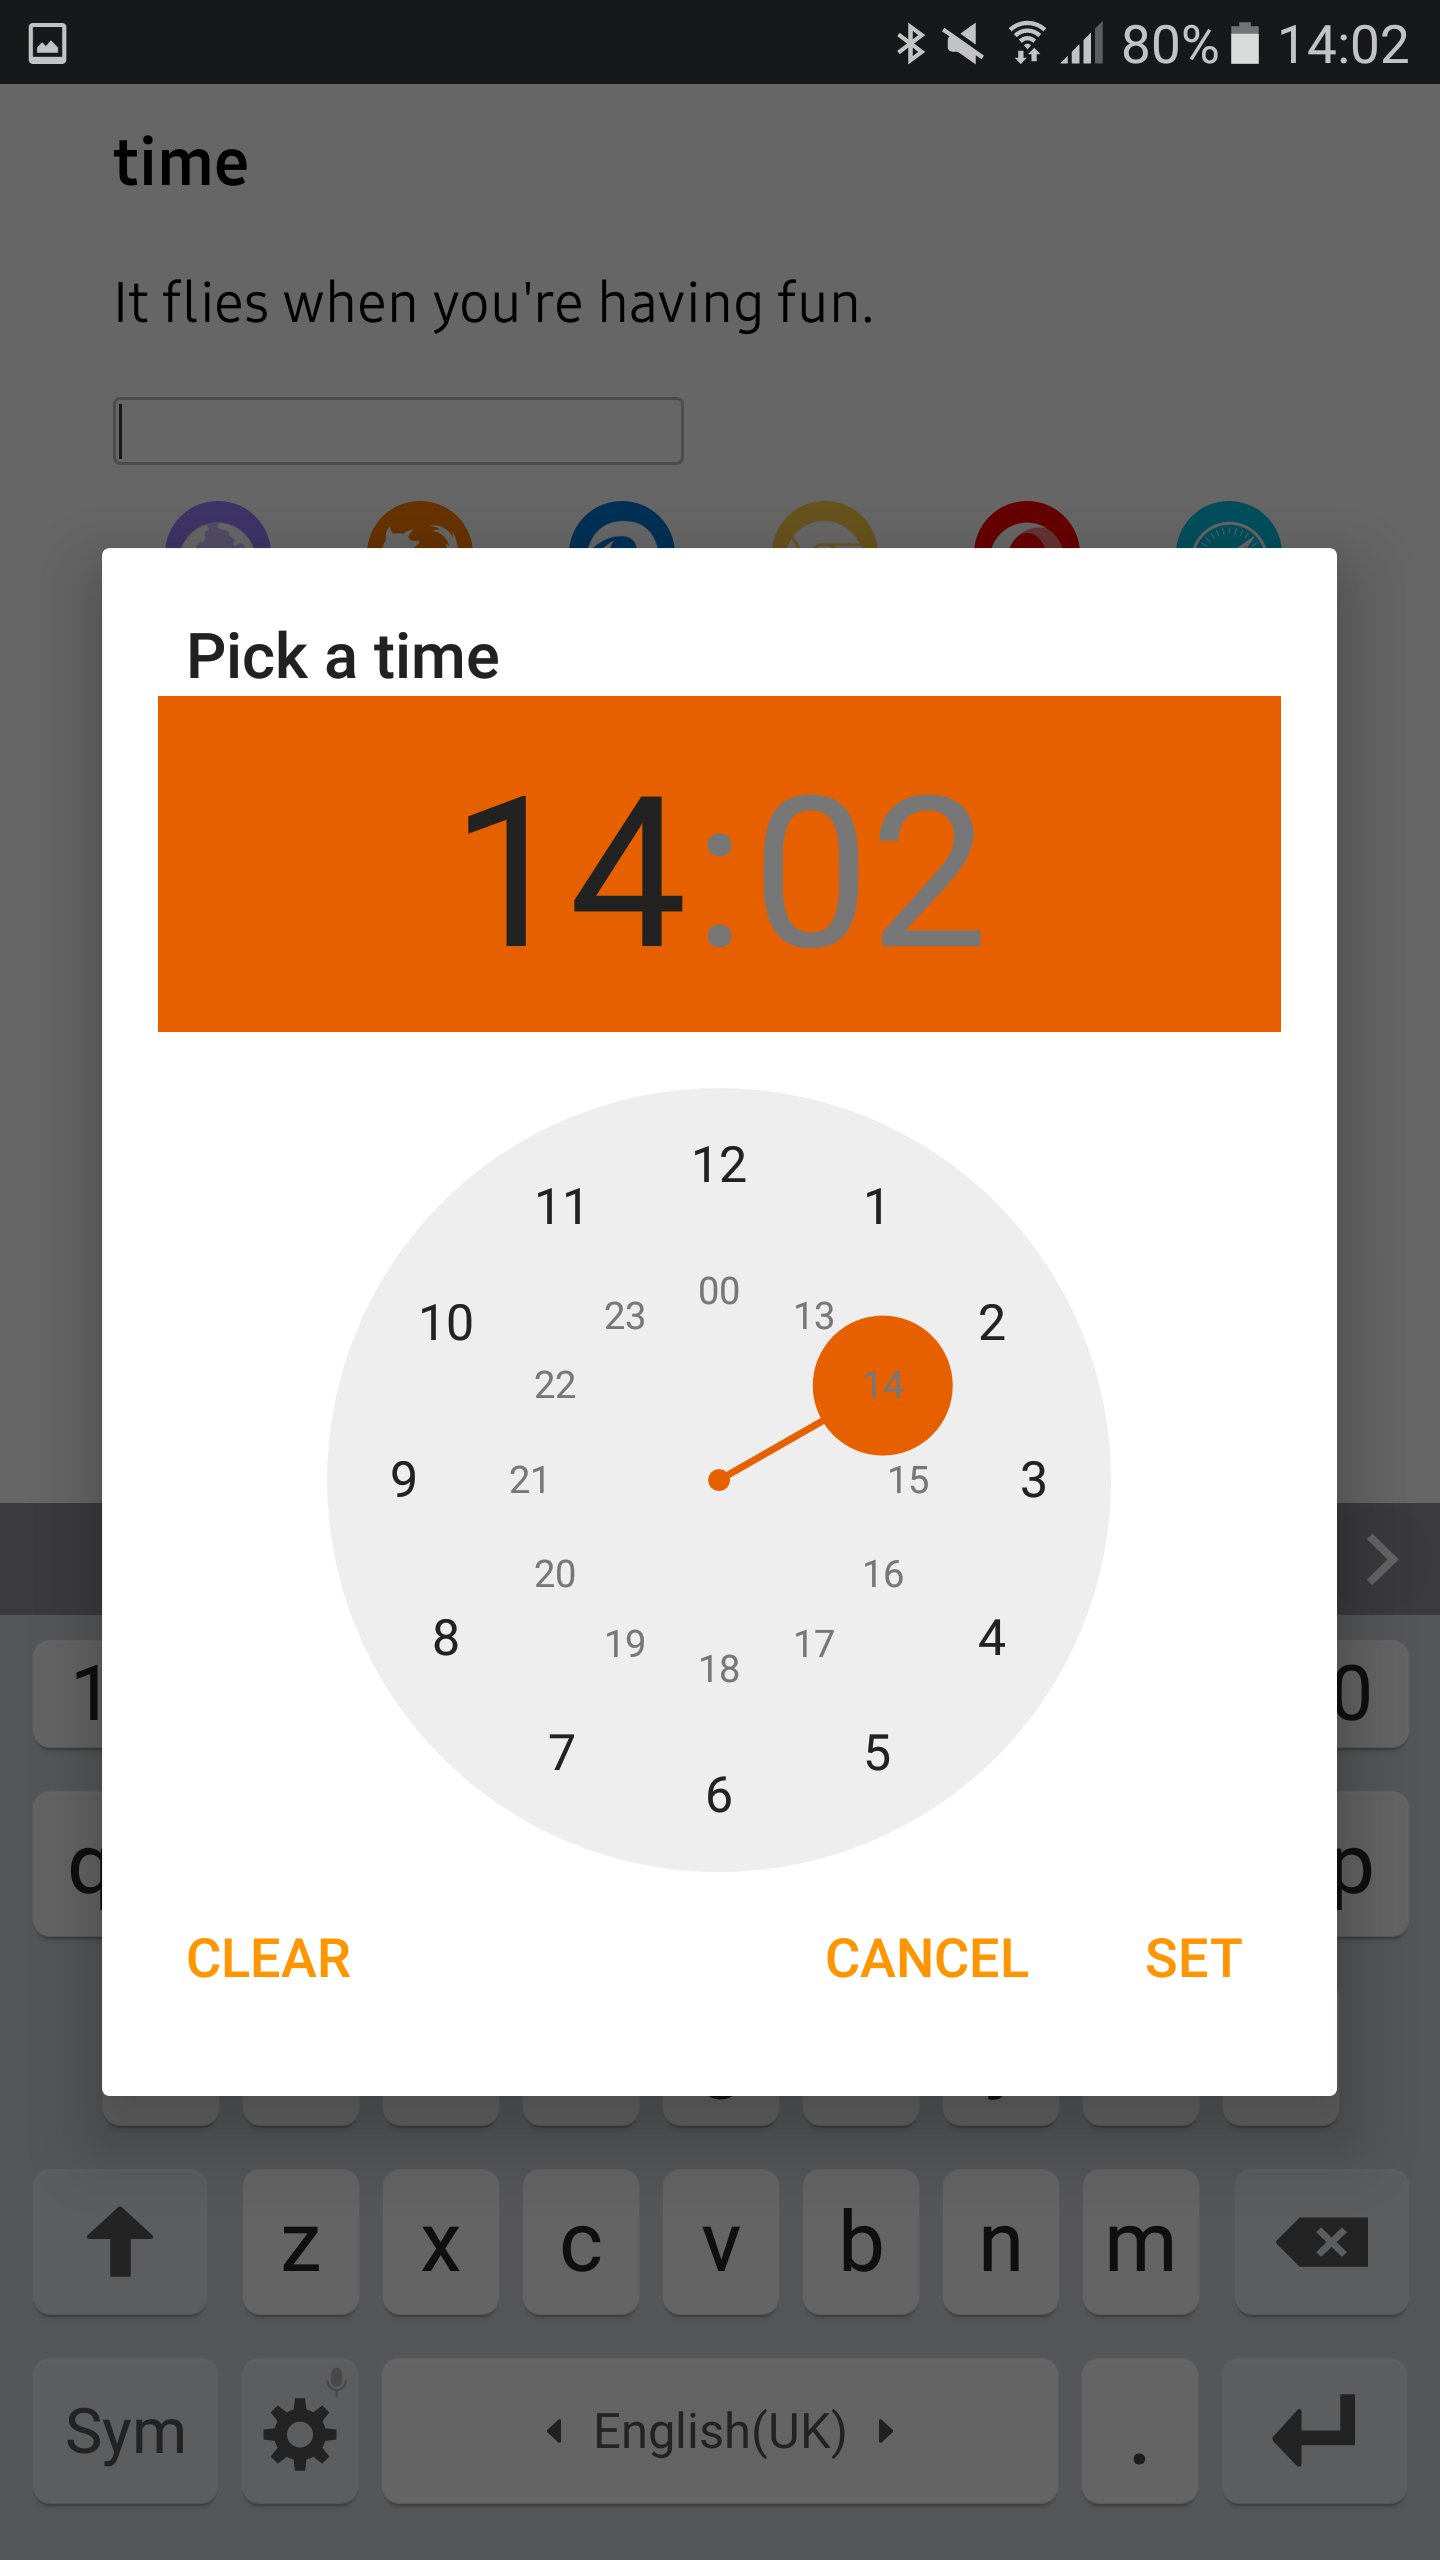 80% 14:02
time
It flies when you're having fun.
Pick a time
14:02
12
11 1
00
10 23 13 2
22 14
9 21 15 3
20 16
8 19 17 4
18
7 5
6
1 0
q p
CLEAR CANCEL SET
z x c v b n m
Sym English(UK) .